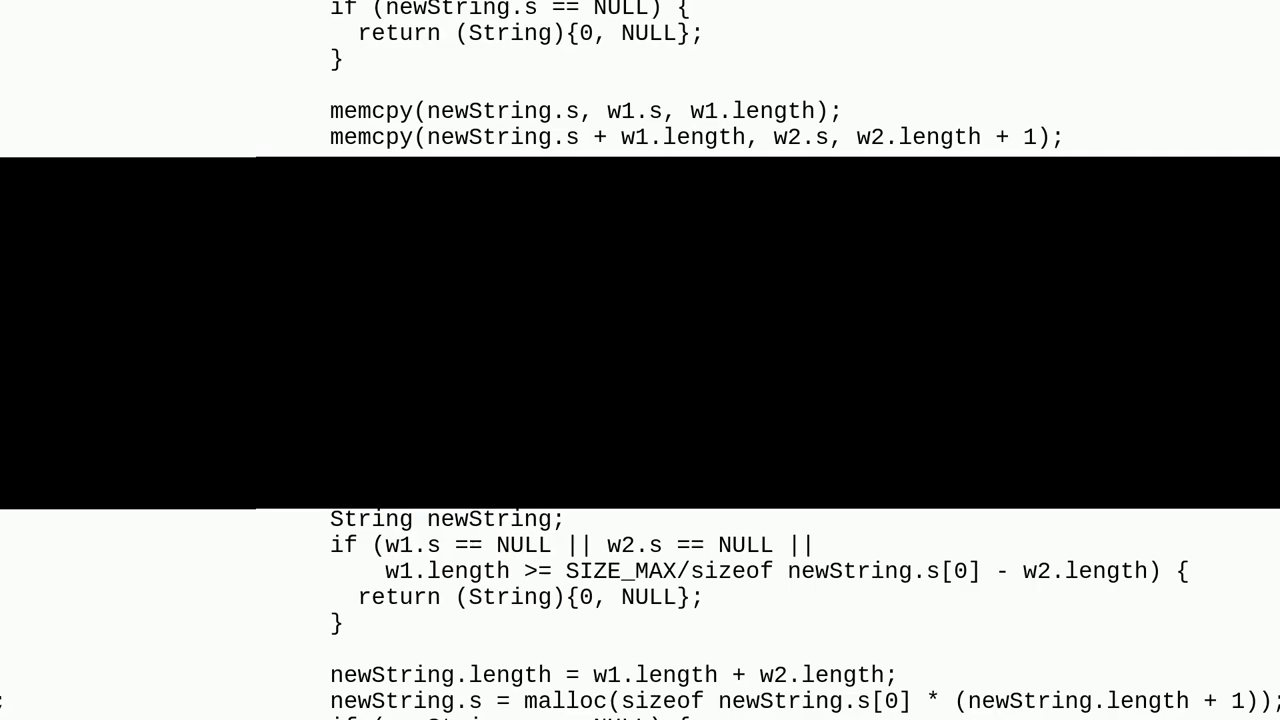 if (newString.s == NULL) {
return (String){0, NULL};
}
memcpy(newString.s, w1.s, w1.length);
memcpy(newString.s + w1.length, w2.s, w2.length + 1);
String newString;
if (w1.s == NULL || w2.s == NULL ||
w1.length >= SIZE_MAX/sizeof newString.s[0] - w2.length) {
return (String){0, NULL};
}
newString.length = w1.length + w2.length;
; newString.s = malloc(sizeof newString.s[0] * (newString.length + 1));